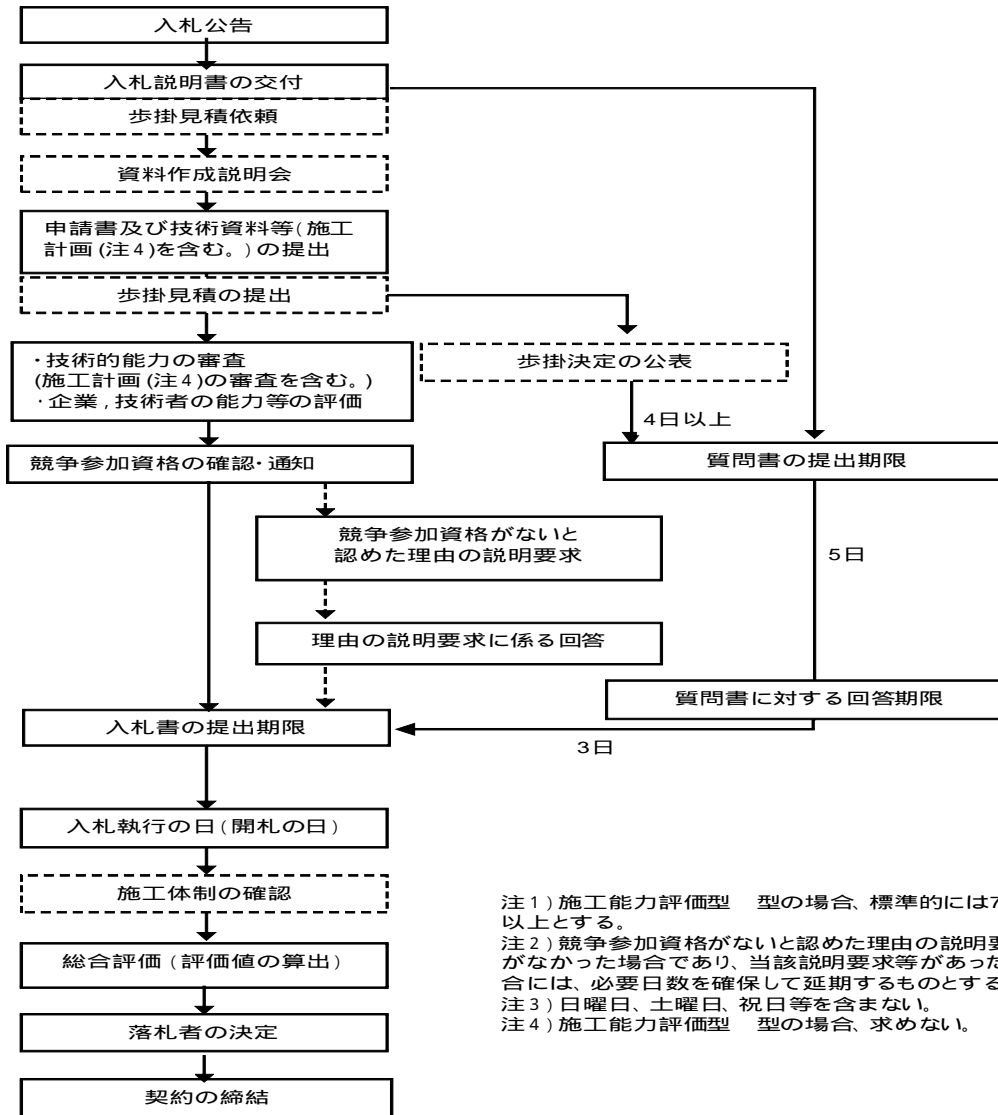 入札公告
入札説明書の交付
歩掛見積依頼
資料作成説明会
申請書及び技術資料等(施工
計画(注4)を含む。)の提出
歩掛見積の提出
・技術的能力の審査
(施工計画(注4)の審査を含む。)
・企業,技術者の能力等の評価
歩掛決定の公表
4日以上
競争参加資格の確認・通知
質問書の提出期限
競争参加資格がないと
認めた理由の説明要求
5日
理由の説明要求に係る回答
質問書に対する回答期限
入札書の提出期限
3日
入札執行の日(開札の日)
施工体制の確認
総合評価(評価値の算出)
落札者の決定
契約の締結
注1)施工能力評価型　型の場合、標準的には7
以上とする。
注2)競争参加資格がないと認めた理由の説明要
がなかった場合であり、当該説明要求等があった
合には、必要日数を確保して延期するものとする
注3)日曜日、土曜日、祝日等を含まない。
注4)施工能力評価型　型の場合、求めない。